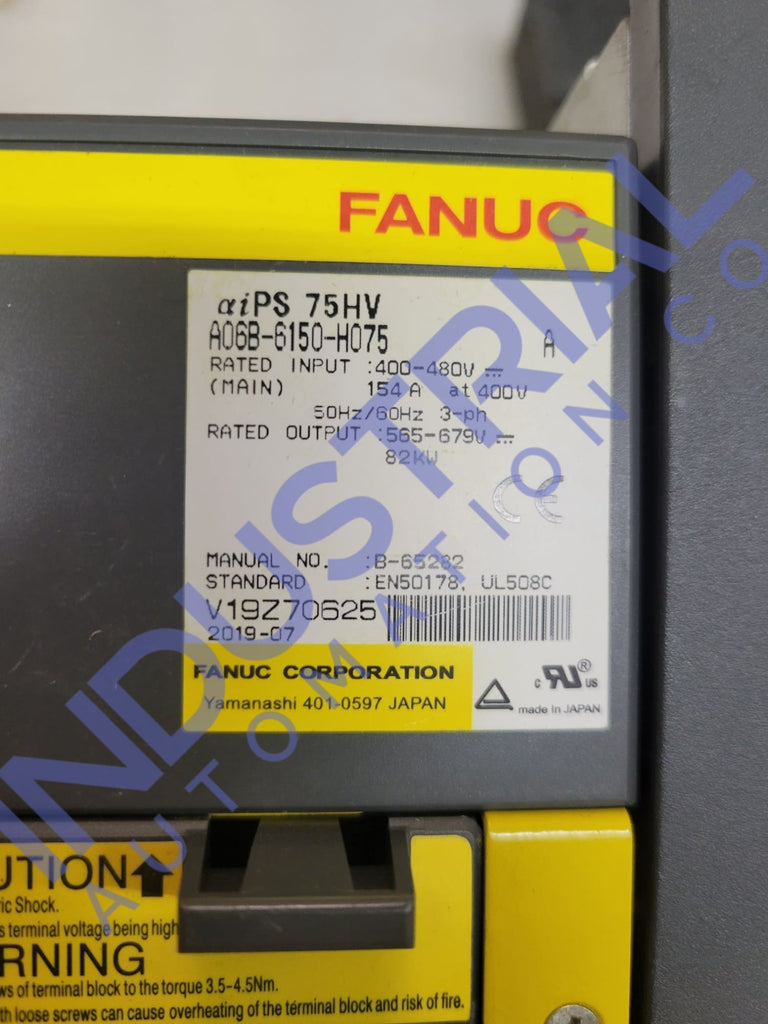 FANUC
αiPS 75HV
A06B-6150-H075 A
RATED INPUT :400-480V ⎓
(MAIN) 154A at 400V
50Hz/60Hz 3-ph
RATED OUTPUT :565-679V ⎓
82kW
CE
MANUAL NO. :B-65282
STANDARD :EN50178, UL508C
V19Z70625
2019-07
FANUC CORPORATION
Yamanashi 401-0597 JAPAN
c RU ® US
made in JAPAN
UTION
ric Shock.
s terminal voltage being high
RNING
ws of terminal block to the torque 3.5-4.5Nm.
th loose screws can cause overheating of the terminal block and risk of fire.
INDUSTRIAL
AUTOMATION CO